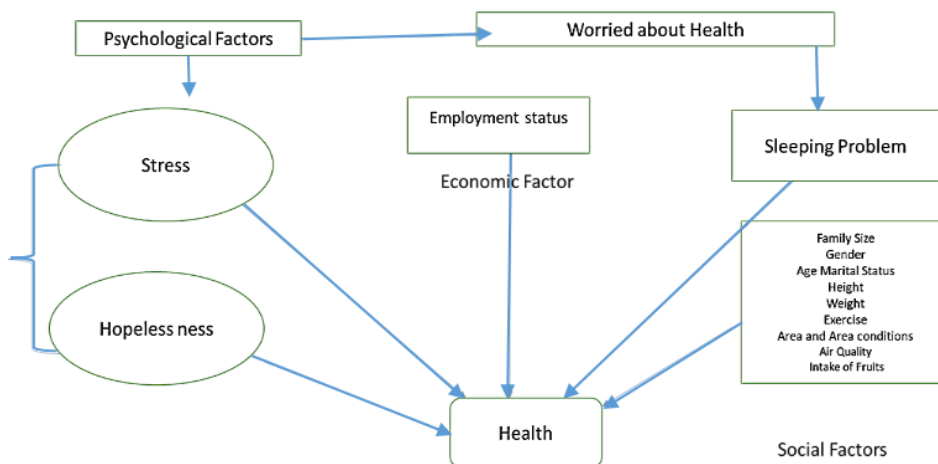 Psychological Factors
Worried about Health
Employment status
Economic Factor
Stress
Sleeping Problem
Family Size
Gender
Age Marital Status
Height
Weight
Exercise
Area and Area conditions
Air Quality
Intake of Fruits
Hopeless ness
Health
Social Factors